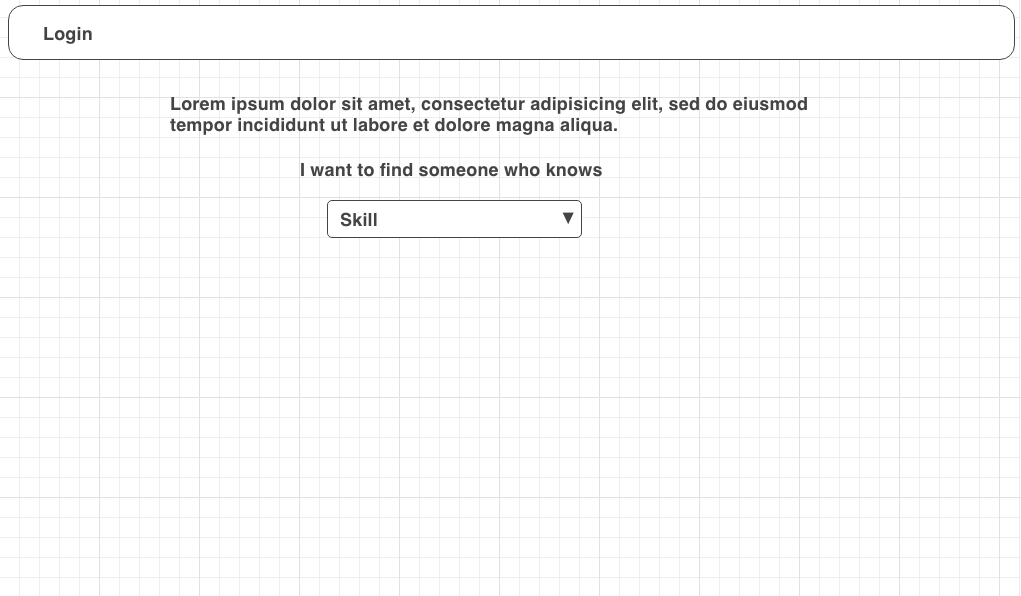 Login
Lorem ipsum dolor sit amet, consectetur adipisicing elit, sed do eiusmod
tempor incididunt ut labore et dolore magna aliqua.
I want to find someone who knows
Skill ▼